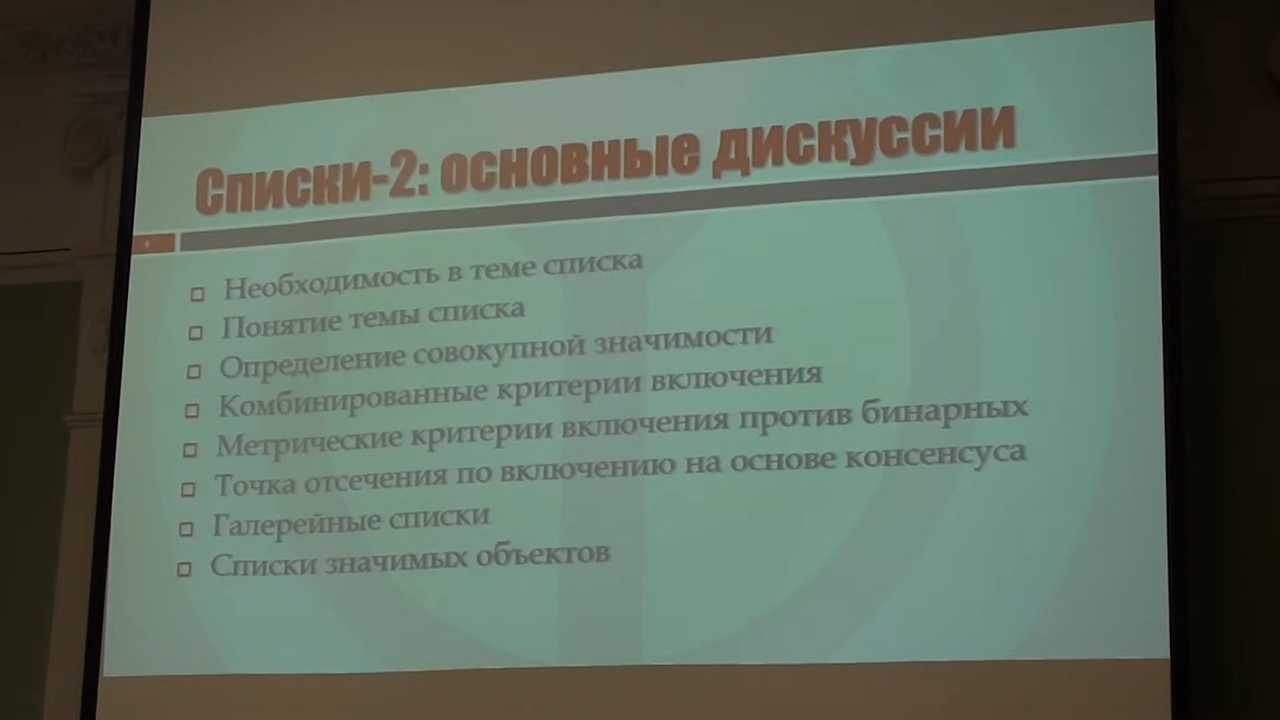 Списки-2: основные дискуссии
Необходимость в теме списка
Понятие темы списка
Определение совокупной значимости
Комбинированные критерии включения
Метрические критерии включения против бинарных
Точка отсечения по включению на основе консенсуса
Галерейные списки
Списки значимых объектов